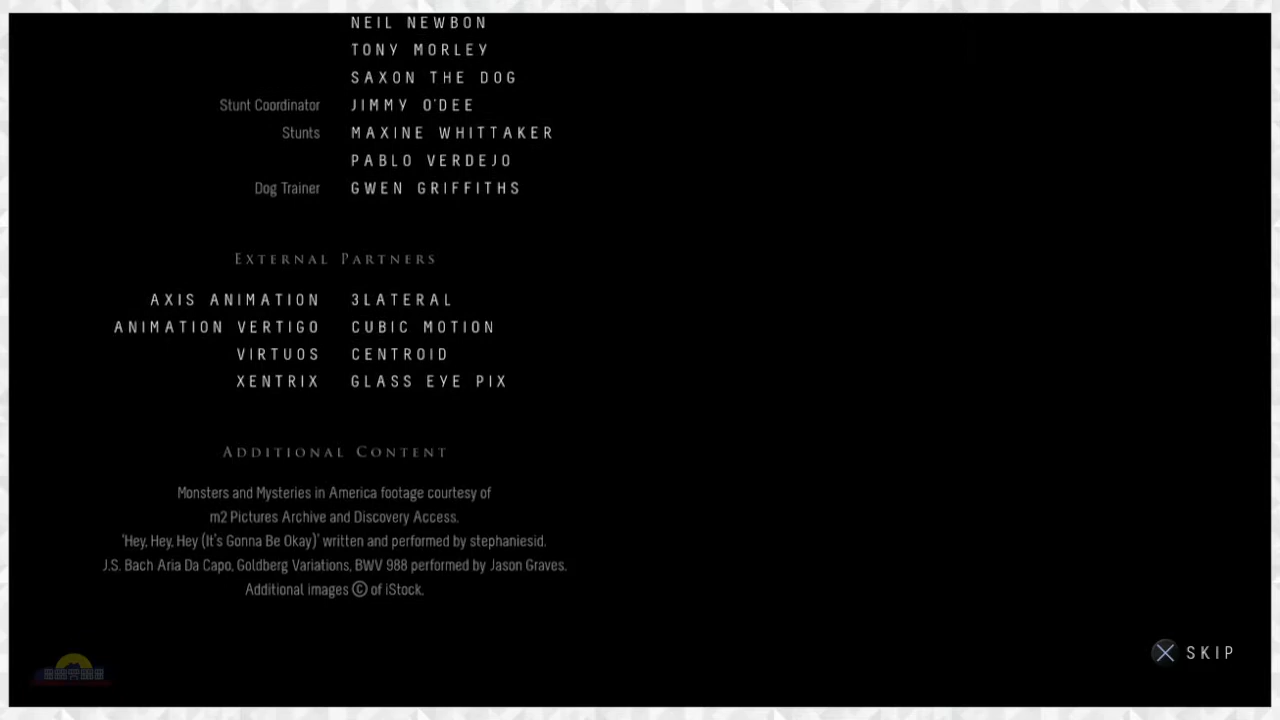 NEIL NEWBON
TONY MORLEY
SAXON THE DOG
Stunt Coordinator JIMMY O'DEE
Stunts MAXINE WHITTAKER
PABLO VERDEJO
Dog Trainer GWEN GRIFFITHS
EXTERNAL PARTNERS
AXIS ANIMATION 3LATERAL
ANIMATION VERTIGO CUBIC MOTION
VIRTUOS CENTROID
XENTRIX GLASS EYE PIX
ADDITIONAL CONTENT
Monsters and Mysteries in America footage courtesy of
m2 Pictures Archive and Discovery Access.
'Hey, Hey, Hey (It's Gonna Be Okay)' written and performed by stephaniesid.
J.S. Bach Aria Da Capo, Goldberg Variations, BWV 988 performed by Jason Graves.
Additional images © of iStock.
SKIP